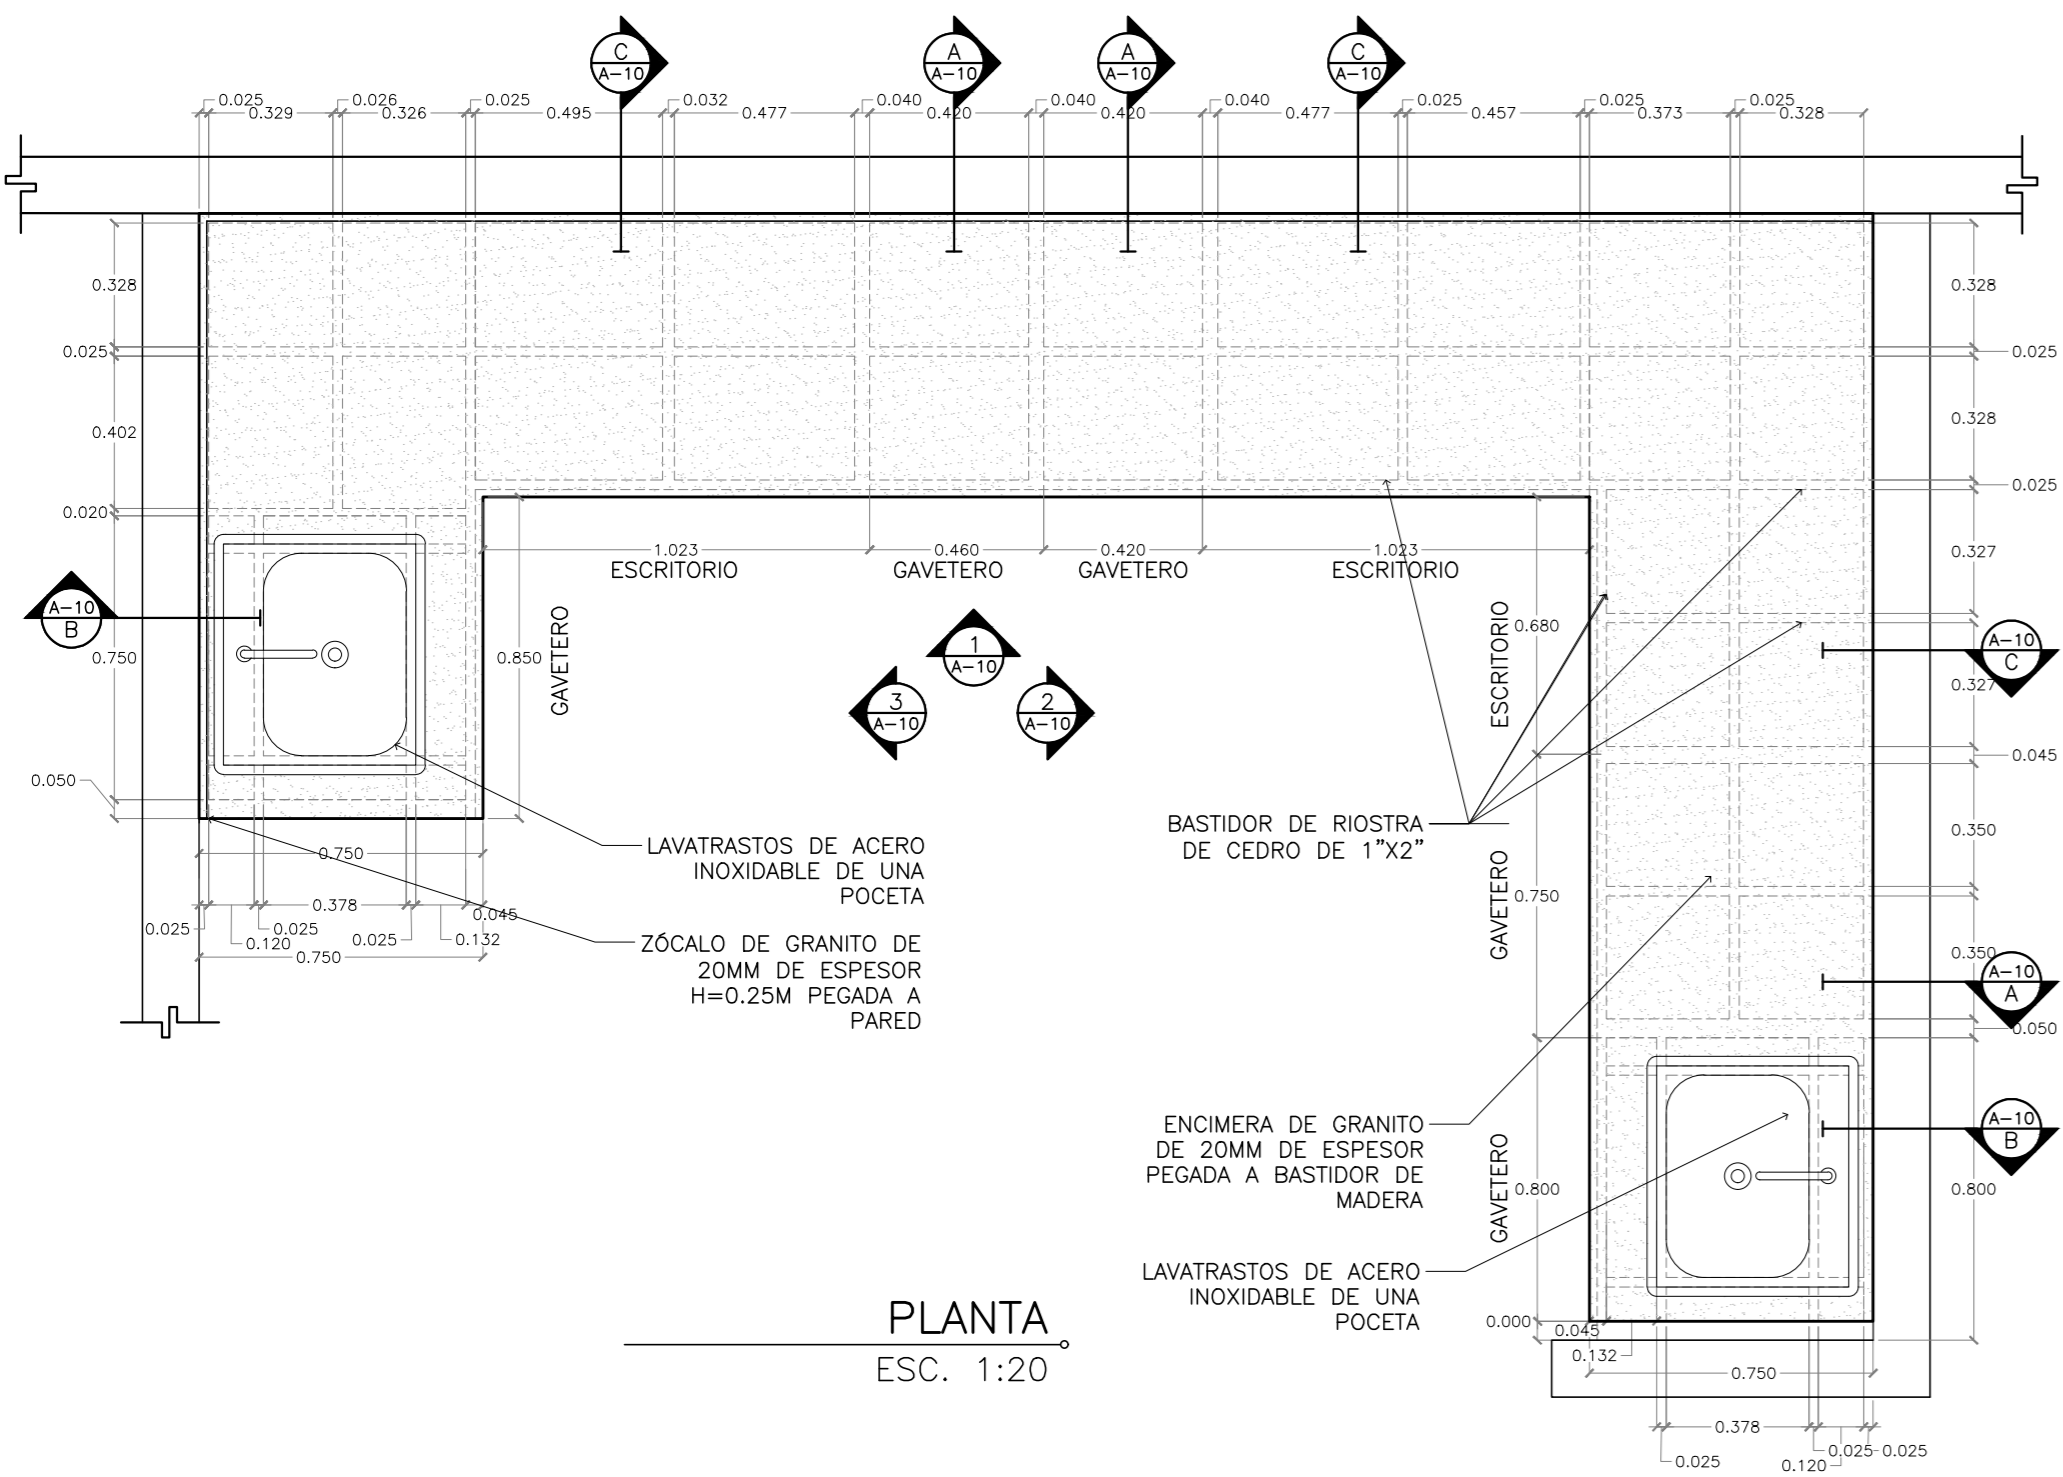 C
A-10
A
A-10
A
A-10
C
A-10
0.025
0.026
0.025
0.032
0.040
0.040
0.040
0.025
0.025
0.025
0.329
0.326
0.495
0.477
0.420
0.420
0.477
0.457
0.373
0.328
0.328
0.025
0.402
0.020
0.750
0.050
A-10
B
0.328
0.025
0.328
0.025
0.327
A-10
C
0.327
0.045
0.350
0.350
A-10
A
0.050
A-10
B
0.800
1.023
0.460
0.420
1.023
ESCRITORIO
GAVETERO
GAVETERO
ESCRITORIO
GAVETERO
0.850
1
A-10
3
A-10
2
A-10
ESCRITORIO
0.680
GAVETERO
0.750
GAVETERO
0.800
0.000
LAVATRASTOS DE ACERO
INOXIDABLE DE UNA
POCETA
ZÓCALO DE GRANITO DE
20MM DE ESPESOR
H=0.25M PEGADA A
PARED
BASTIDOR DE RIOSTRA
DE CEDRO DE 1”X2”
ENCIMERA DE GRANITO
DE 20MM DE ESPESOR
PEGADA A BASTIDOR DE
MADERA
LAVATRASTOS DE ACERO
INOXIDABLE DE UNA
POCETA
0.750
0.378
0.045
0.025
0.120
0.025
0.025
0.132
0.750
0.045
0.132
0.750
0.378
0.025
0.025
0.025
0.120
PLANTA
ESC. 1:20